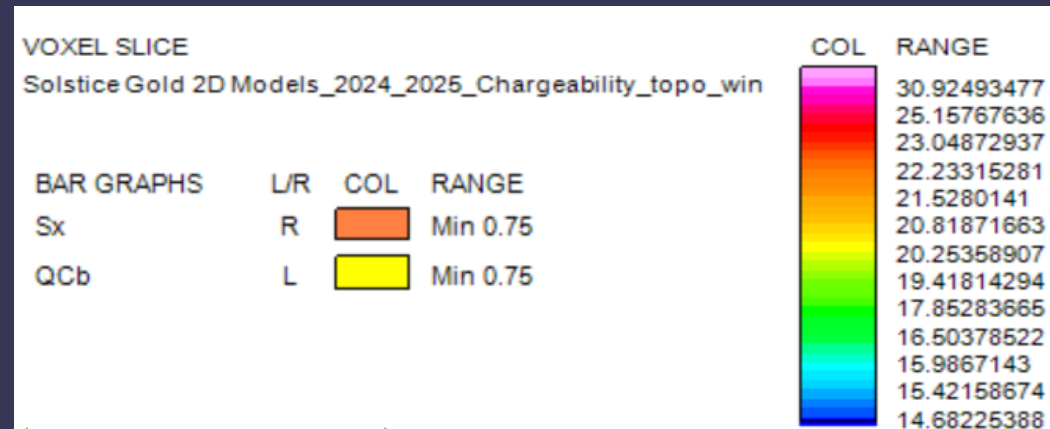 VOXEL SLICE
Solstice Gold 2D Models_2024_2025_Chargeability_topo_win
BAR GRAPHS L/R COL RANGE
Sx R Min 0.75
QCb L Min 0.75
COL RANGE
30.92493477
25.15767636
23.04872937
22.23315281
21.5280141
20.81871663
20.25358907
19.41814294
17.85283665
16.50378522
15.9867143
15.42158674
14.68225388